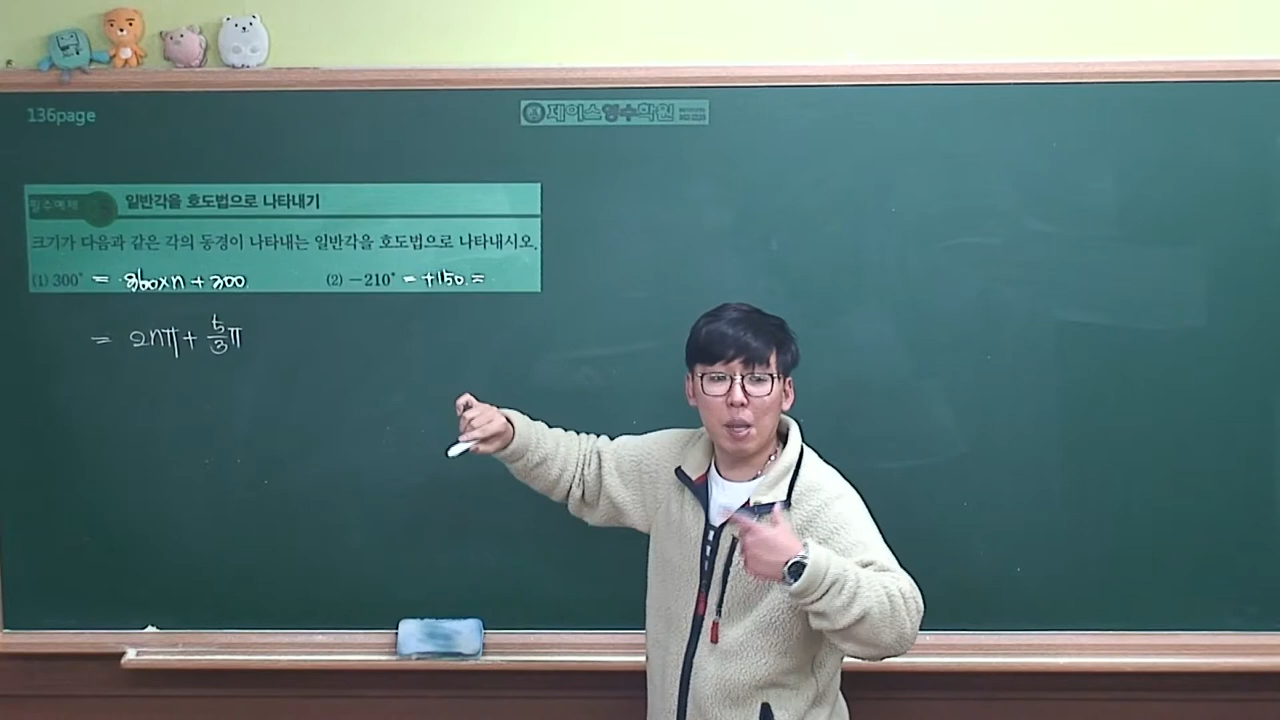 136page
제이스영수학원
필수예제
일반각을 호도법으로 나타내기
크기가 다음과 같은 각의 동경이 나타내는 일반각을 호도법으로 나타내시오.
(1) 300° = 360×n + 300
(2) −210° = +150. =
= 2nπ + 5/3 π